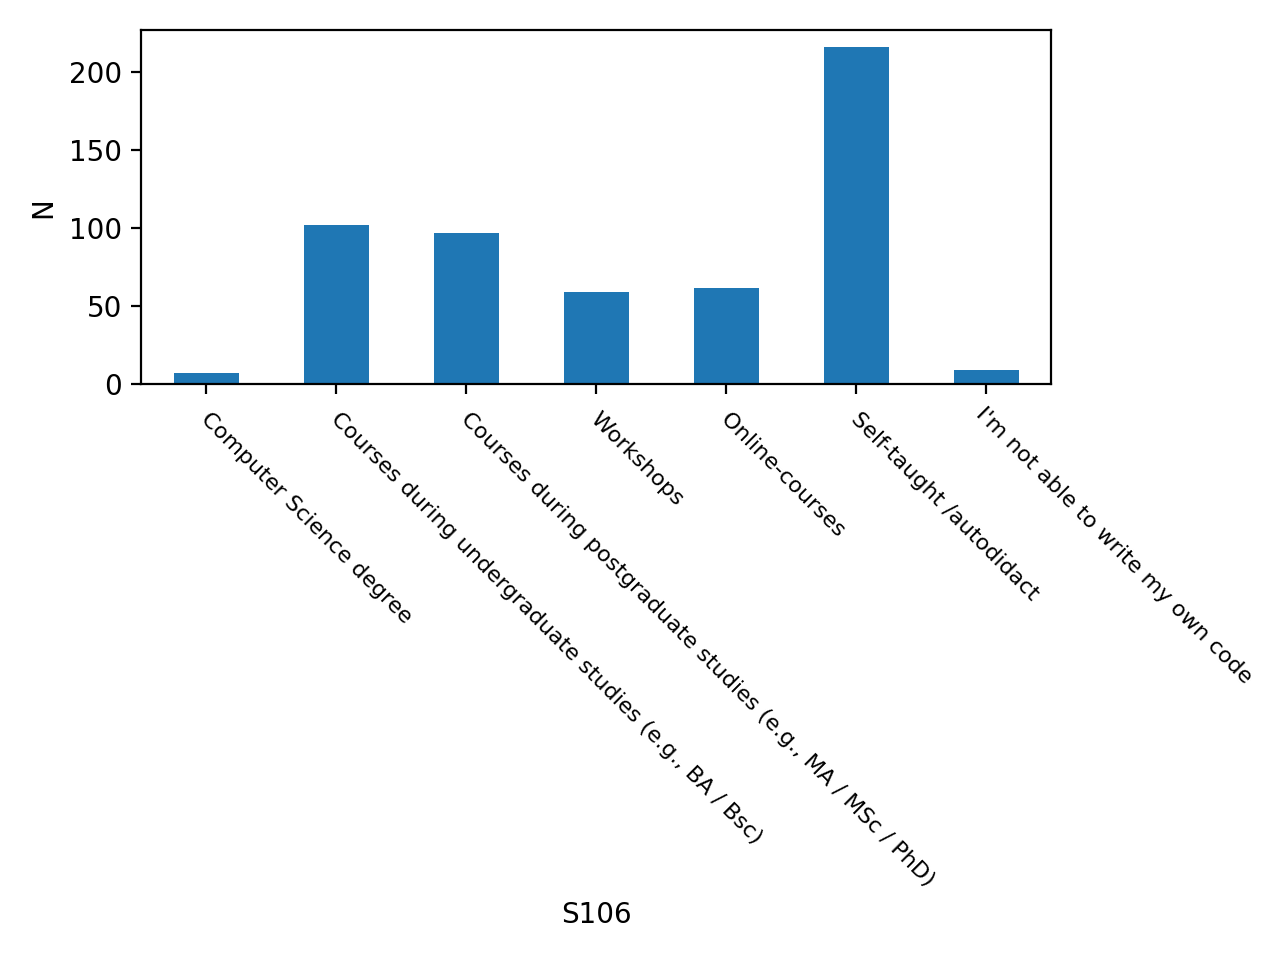 N
200
150
100
50
0
Computer Science degree
Courses during undergraduate studies (e.g., BA / Bsc)
Courses during postgraduate studies (e.g., MA / MSc / PhD)
Workshops
Online-courses
Self-taught /autodidact
I'm not able to write my own code
S106